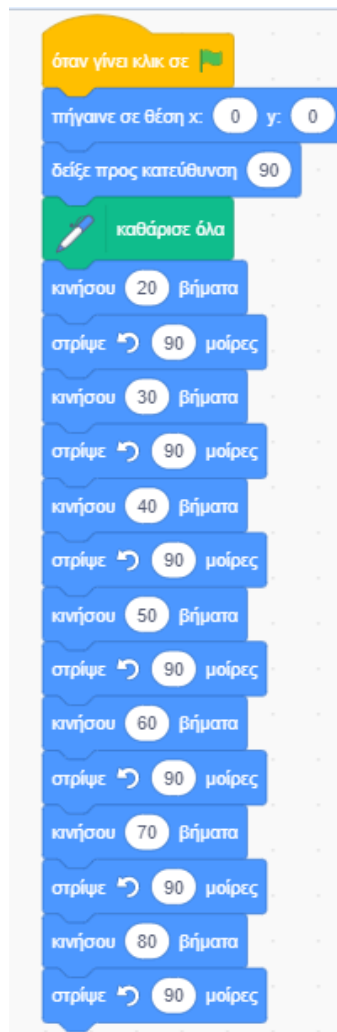 όταν γίνει κλικ σε
πήγαινε σε θέση x: 0 y: 0
δείξε προς κατεύθυνση 90
καθάρισε όλα
κινήσου 20 βήματα
στρίψε 90 μοίρες
κινήσου 30 βήματα
στρίψε 90 μοίρες
κινήσου 40 βήματα
στρίψε 90 μοίρες
κινήσου 50 βήματα
στρίψε 90 μοίρες
κινήσου 60 βήματα
στρίψε 90 μοίρες
κινήσου 70 βήματα
στρίψε 90 μοίρες
κινήσου 80 βήματα
στρίψε 90 μοίρες